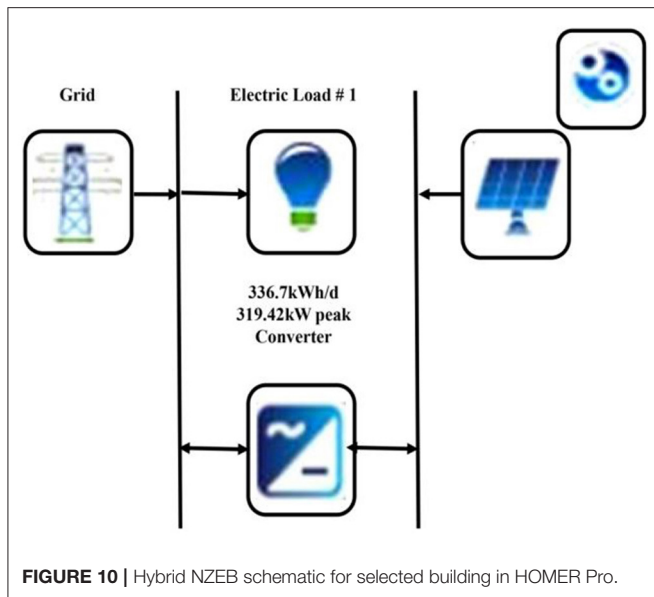 Grid
Electric Load # 1
336.7kWh/d
319.42kW peak
Converter
FIGURE 10 | Hybrid NZEB schematic for selected building in HOMER Pro.